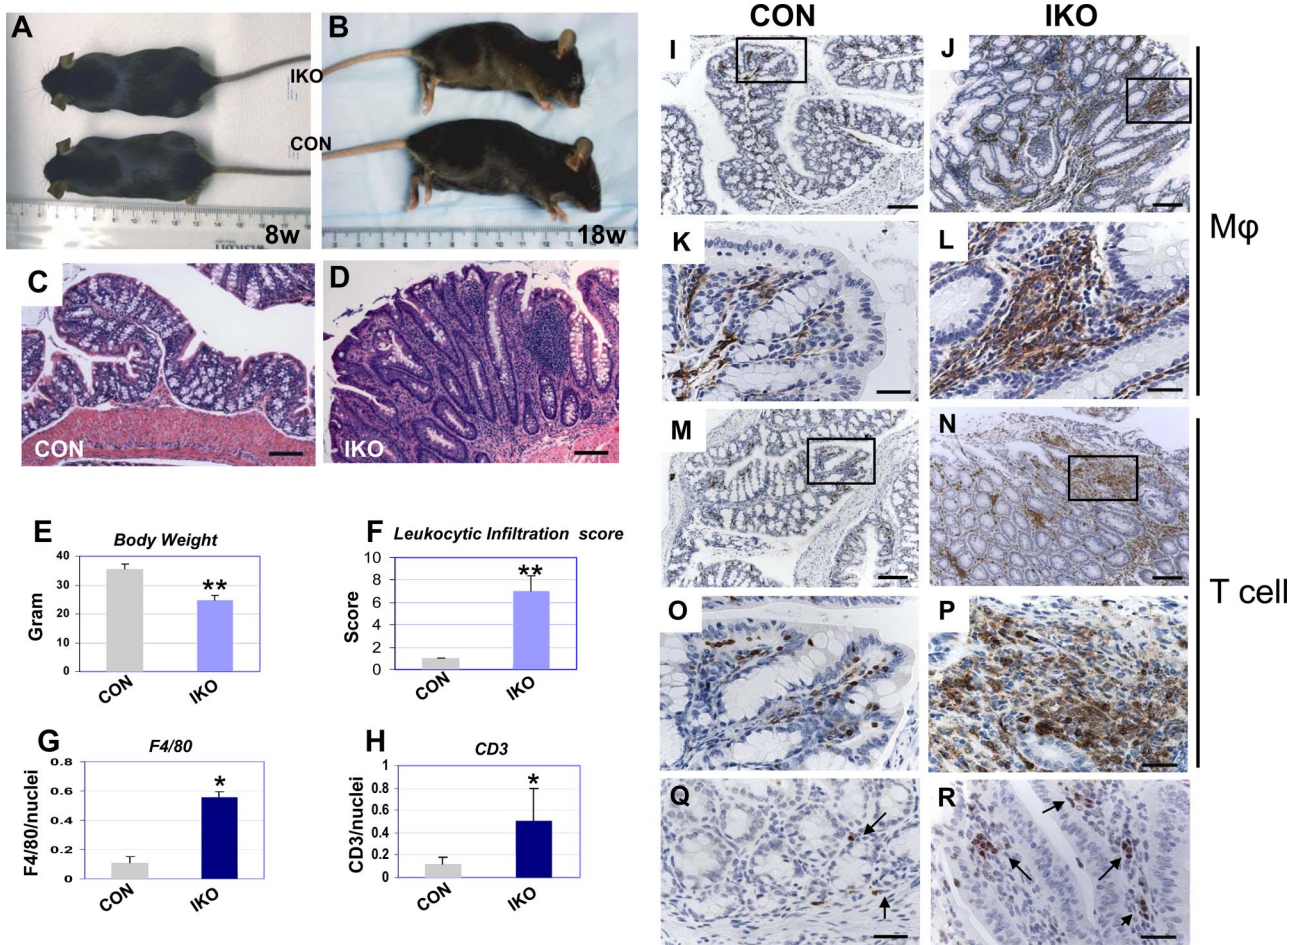 CON
IKO
A
B
IKO
CON
8w
18w
C
D
CON
IKO
E
Body Weight
**
Gram
40
30
20
10
0
CON
IKO
F
Leukocytic Infiltration score
**
Score
10
8
6
4
2
0
CON
IKO
G
F4/80
*
F4/80/nuclei
0.8
0.6
0.4
0.2
0
CON
IKO
H
CD3
*
CD3/nuclei
1
0.8
0.6
0.4
0.2
0
CON
IKO
I
J
K
L
Mφ
M
N
O
P
T cell
Q
R